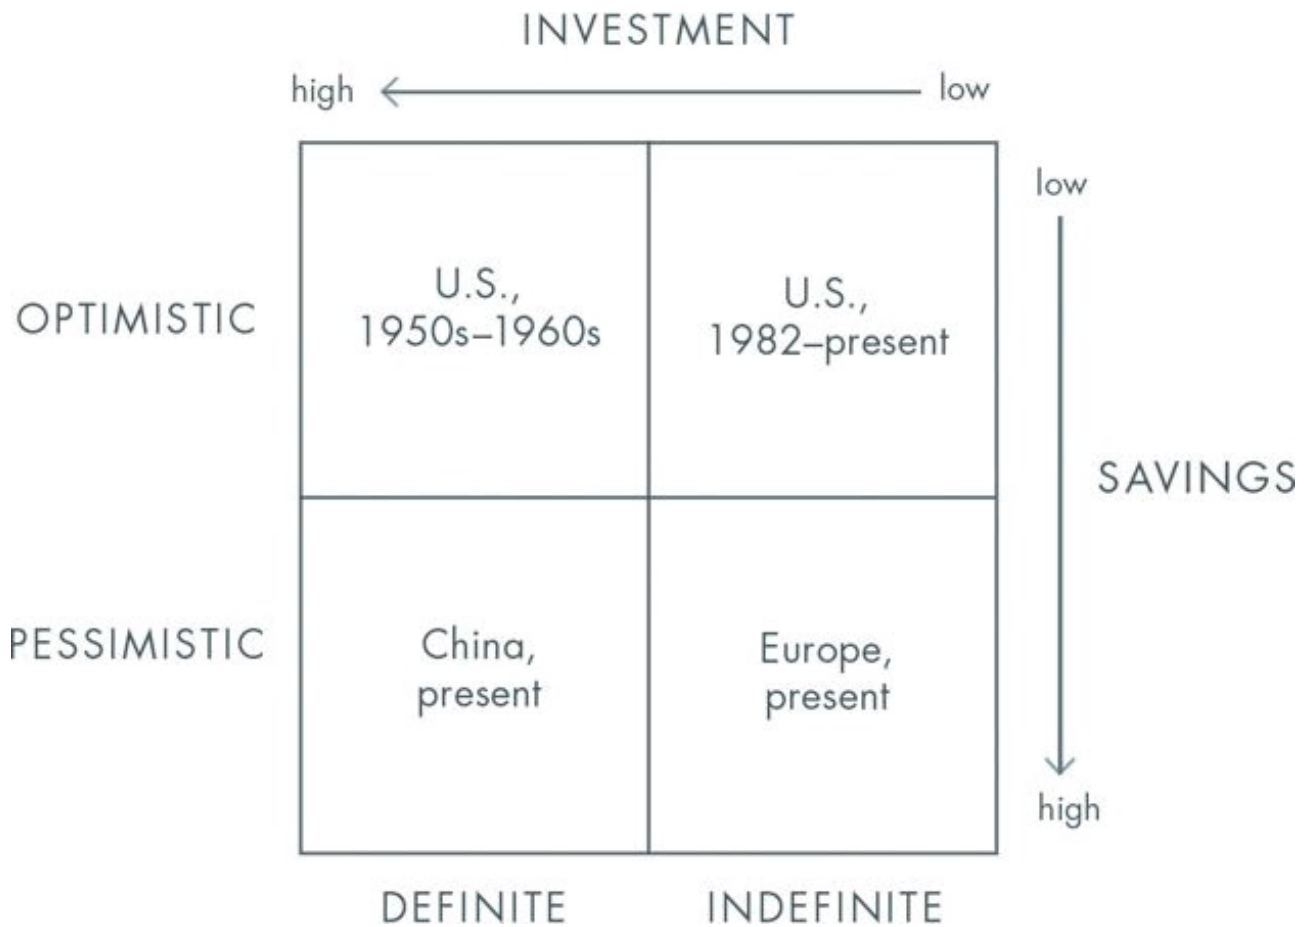 INVESTMENT
high
low
low
OPTIMISTIC
U.S.,
1950s–1960s
U.S.,
1982–present
SAVINGS
PESSIMISTIC
China,
present
Europe,
present
high
DEFINITE
INDEFINITE